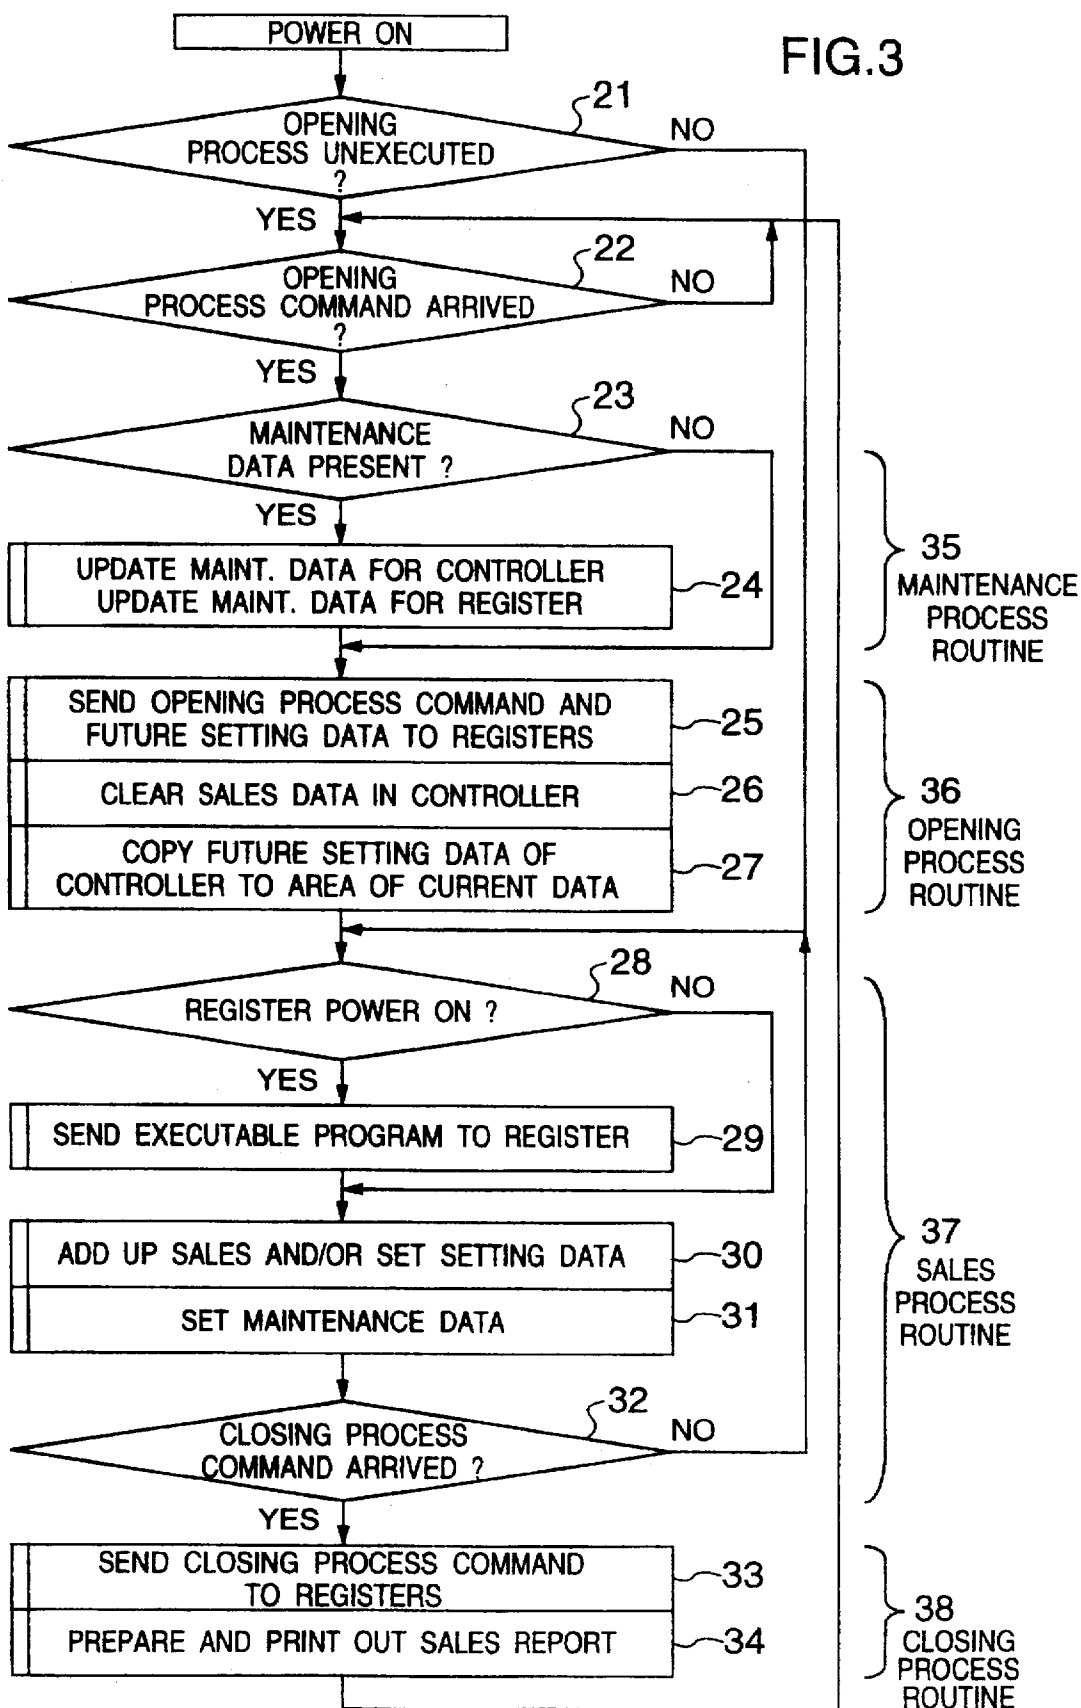 POWER ON
FIG.3
21
OPENING
PROCESS UNEXECUTED
?
NO
YES
22
OPENING
PROCESS COMMAND ARRIVED
?
NO
YES
23
MAINTENANCE
DATA PRESENT ?
NO
YES
UPDATE MAINT. DATA FOR CONTROLLER
UPDATE MAINT. DATA FOR REGISTER
24
35
MAINTENANCE
PROCESS
ROUTINE
SEND OPENING PROCESS COMMAND AND
FUTURE SETTING DATA TO REGISTERS
25
CLEAR SALES DATA IN CONTROLLER
26
COPY FUTURE SETTING DATA OF
CONTROLLER TO AREA OF CURRENT DATA
27
36
OPENING
PROCESS
ROUTINE
28
REGISTER POWER ON ?
NO
YES
SEND EXECUTABLE PROGRAM TO REGISTER
29
ADD UP SALES AND/OR SET SETTING DATA
30
SET MAINTENANCE DATA
31
37
SALES
PROCESS
ROUTINE
32
CLOSING PROCESS
COMMAND ARRIVED ?
NO
YES
SEND CLOSING PROCESS COMMAND
TO REGISTERS
33
PREPARE AND PRINT OUT SALES REPORT
34
38
CLOSING
PROCESS
ROUTINE